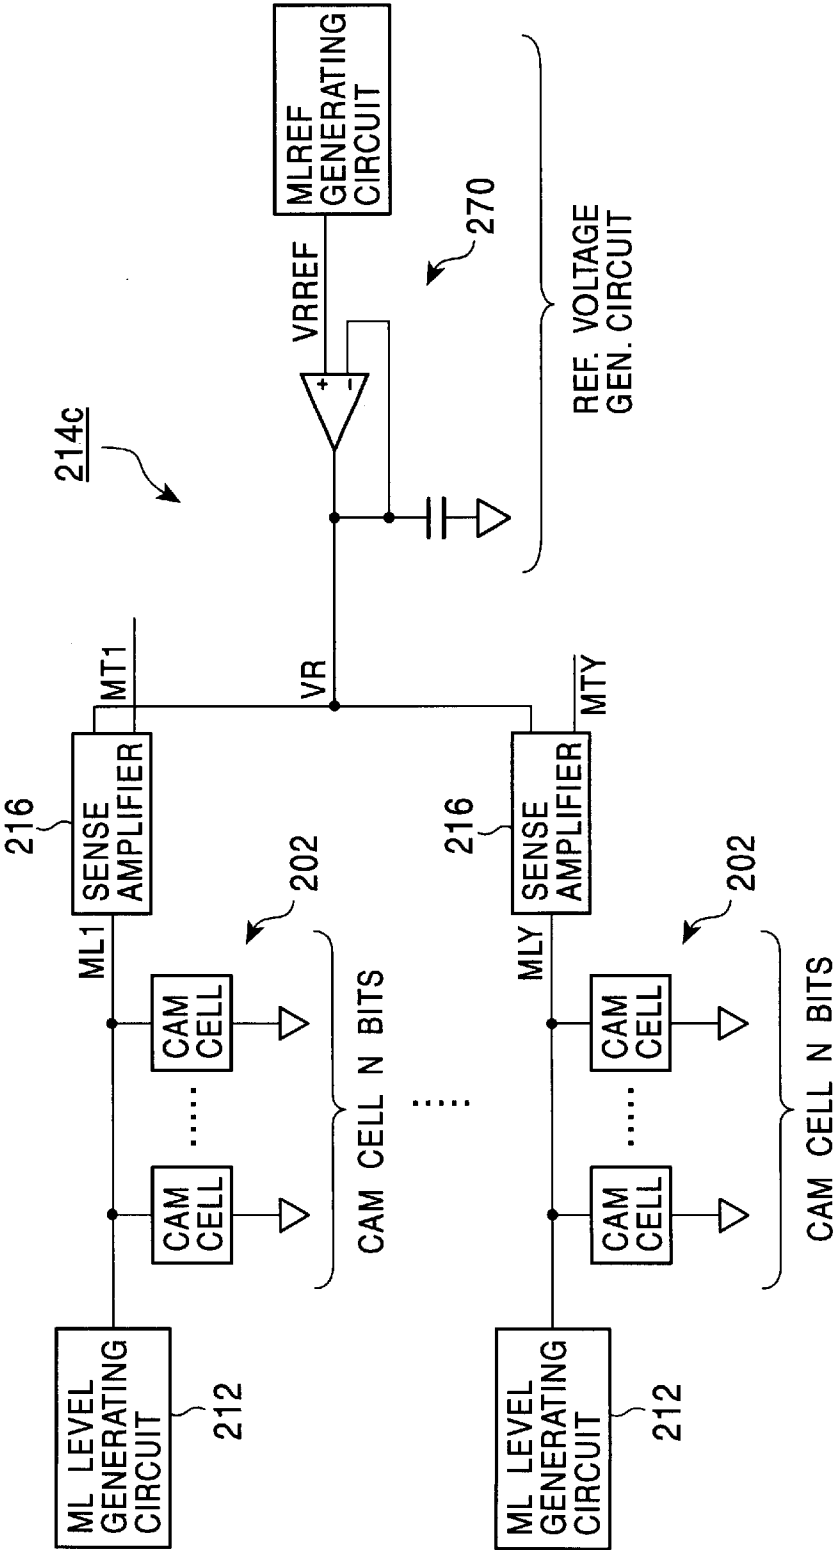 214c
ML LEVEL
GENERATING
CIRCUIT
212
ML1
CAM
CELL
.....
CAM
CELL
202
CAM CELL N BITS
216
SENSE
AMPLIFIER
MT1
VR
+
−
VRREF
MLREF
GENERATING
CIRCUIT
270
REF. VOLTAGE
GEN. CIRCUIT
.....
ML LEVEL
GENERATING
CIRCUIT
212
MLY
CAM
CELL
.....
CAM
CELL
202
CAM CELL N BITS
216
SENSE
AMPLIFIER
MTY